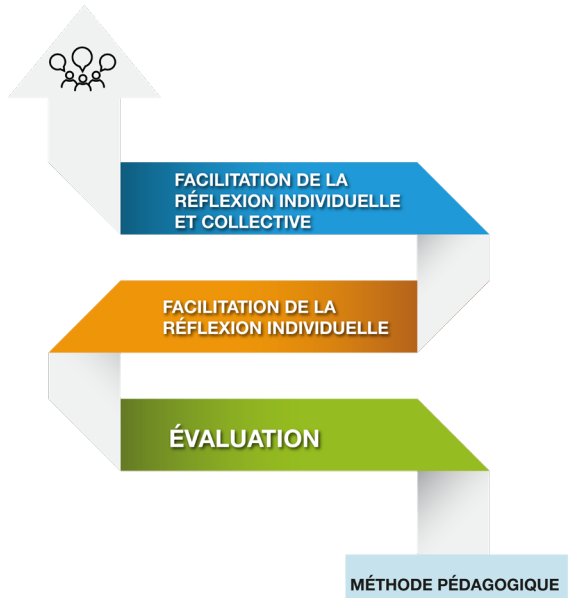 FACILITATION DE LA
RÉFLEXION INDIVIDUELLE
ET COLLECTIVE
FACILITATION DE LA
RÉFLEXION INDIVIDUELLE
ÉVALUATION
MÉTHODE PÉDAGOGIQUE